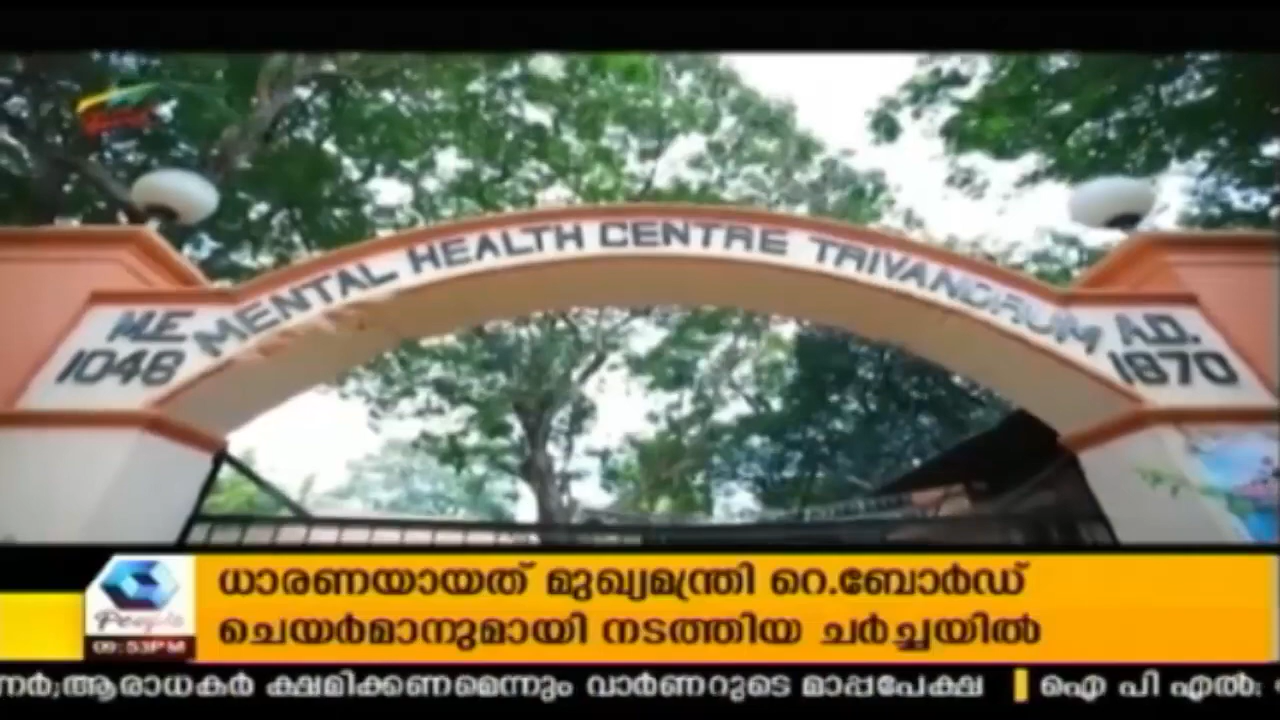 MENTAL HEALTH CENTRE TRIVANDRUM
M.E
1046
A.D.
1870
ധാരണയായത് മുഖ്യമന്ത്രി റെ.ബോർഡ്
ചെയർമാനുമായി നടത്തിയ ചർച്ചയിൽ
People
09:53PM
നർ;ആരാധകർ ക്ഷമിക്കണമെന്നും വാർണറുടെ മാപ്പപേക്ഷ
ഐ പി എൽ: